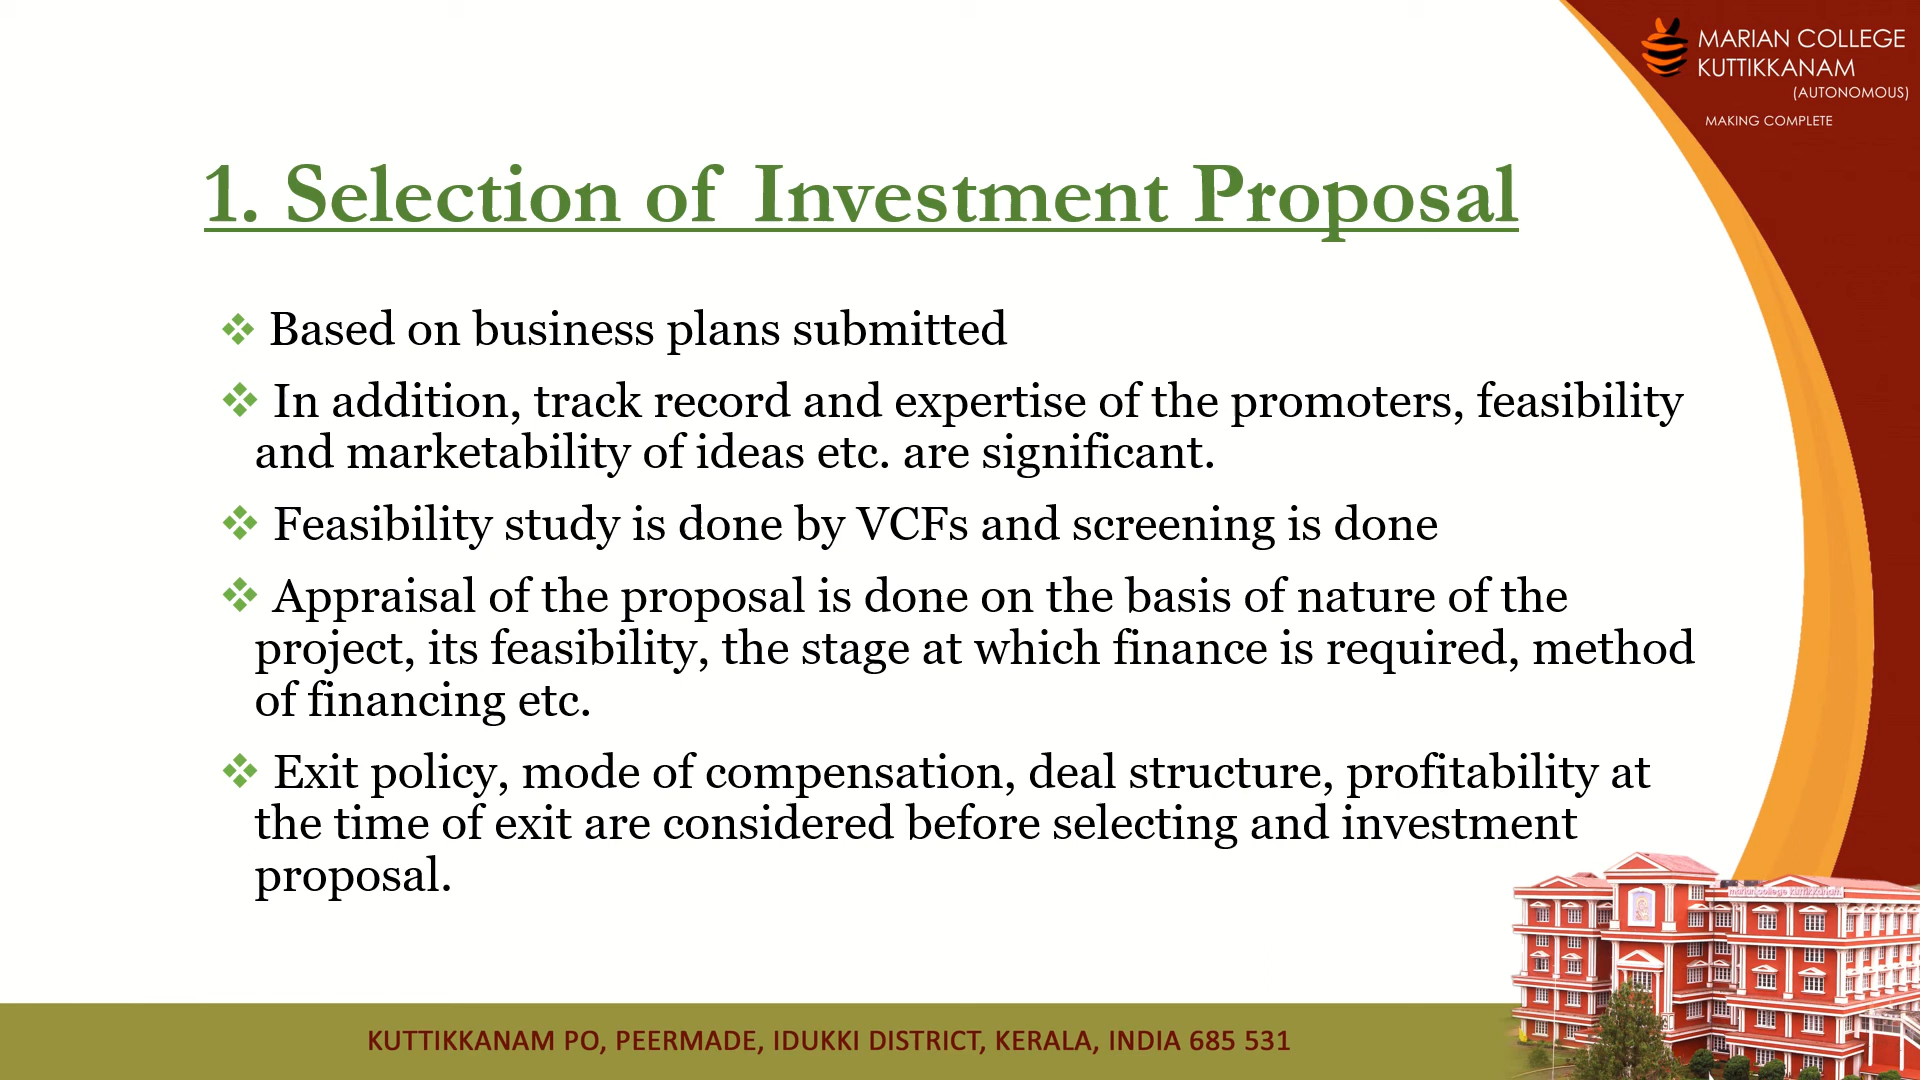 MARIAN COLLEGE
KUTTIKKANAM
(AUTONOMOUS)
MAKING COMPLETE
1. Selection of Investment Proposal
❖ Based on business plans submitted
❖ In addition, track record and expertise of the promoters, feasibility
and marketability of ideas etc. are significant.
❖ Feasibility study is done by VCFs and screening is done
❖ Appraisal of the proposal is done on the basis of nature of the
project, its feasibility, the stage at which finance is required, method
of financing etc.
❖ Exit policy, mode of compensation, deal structure, profitability at
the time of exit are considered before selecting and investment
proposal.
marian college kuttikkanam
KUTTIKKANAM PO, PEERMADE, IDUKKI DISTRICT, KERALA, INDIA 685 531